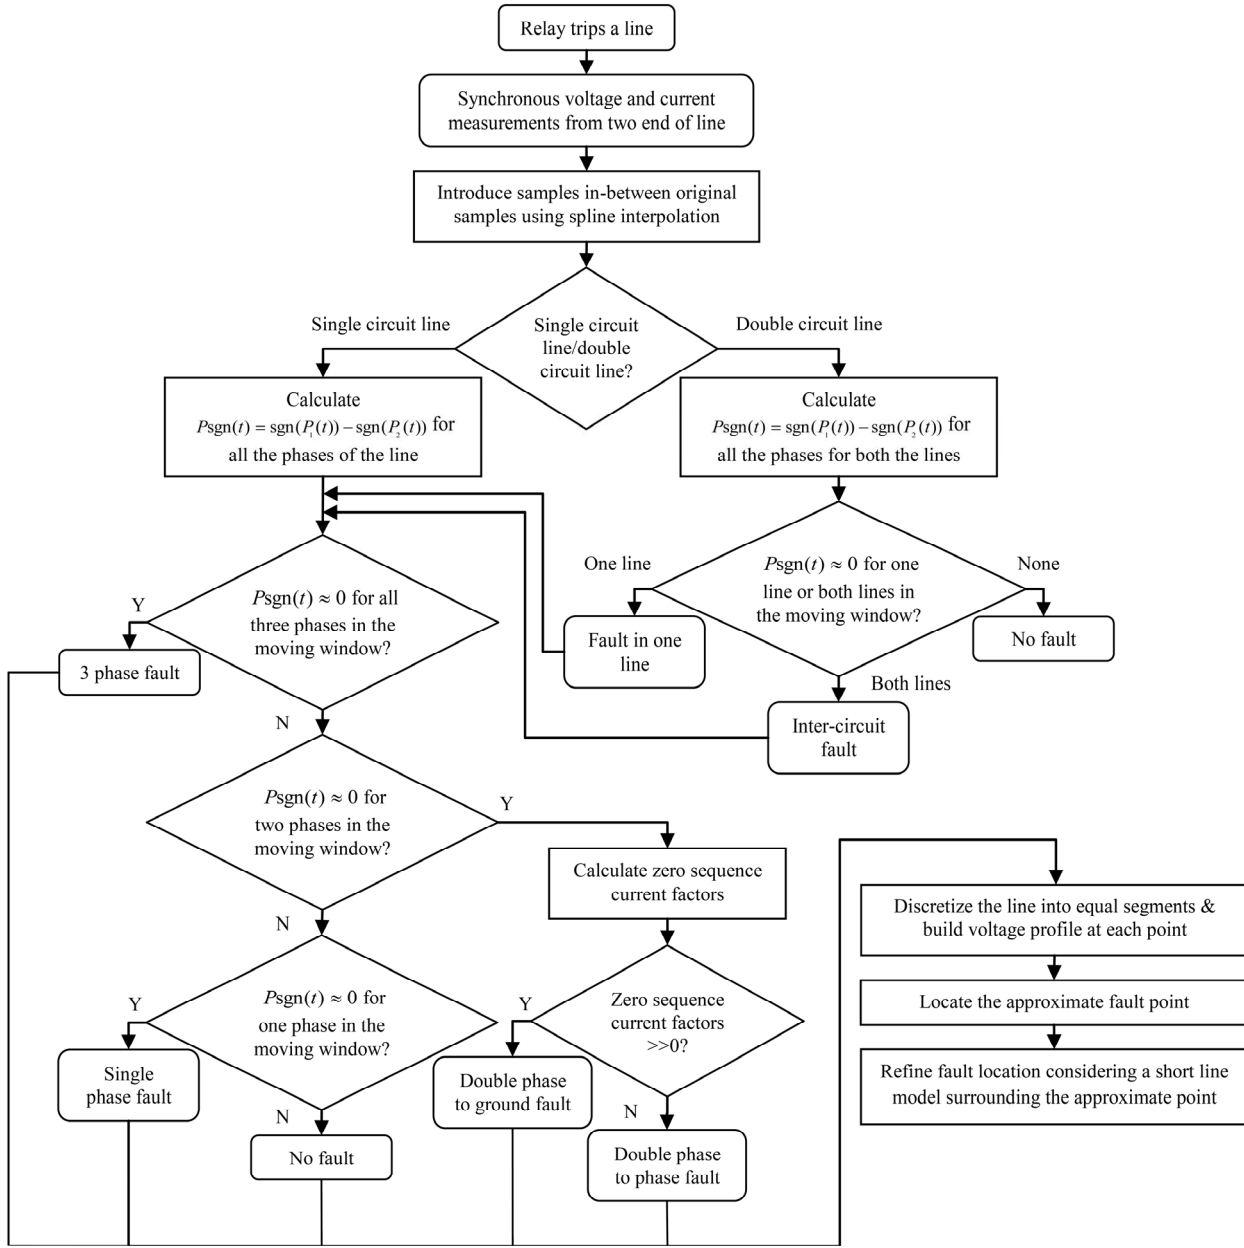 Relay trips a line
Synchronous voltage and current
measurements from two end of line
Introduce samples in-between original
samples using spline interpolation
Single circuit line
Single circuit
line/double
circuit line?
Double circuit line
Calculate
Psgn(t) = sgn(P₁(t)) − sgn(P₂(t)) for
all the phases of the line
Calculate
Psgn(t) = sgn(P₁(t)) − sgn(P₂(t)) for
all the phases for both the lines
One line
Psgn(t) ≈ 0 for one
line or both lines in
the moving window?
None
Fault in one
line
No fault
Both lines
Inter-circuit
fault
Y
Psgn(t) ≈ 0 for all
three phases in the
moving window?
3 phase fault
N
Psgn(t) ≈ 0 for
two phases in the
moving window?
Y
Calculate zero sequence
current factors
N
Y
Psgn(t) ≈ 0 for
one phase in the
moving window?
Single
phase fault
N
No fault
Y
Zero sequence
current factors
>>0?
Double phase
to ground fault
N
Double phase
to phase fault
Discretize the line into equal segments &
build voltage profile at each point
Locate the approximate fault point
Refine fault location considering a short line
model surrounding the approximate point